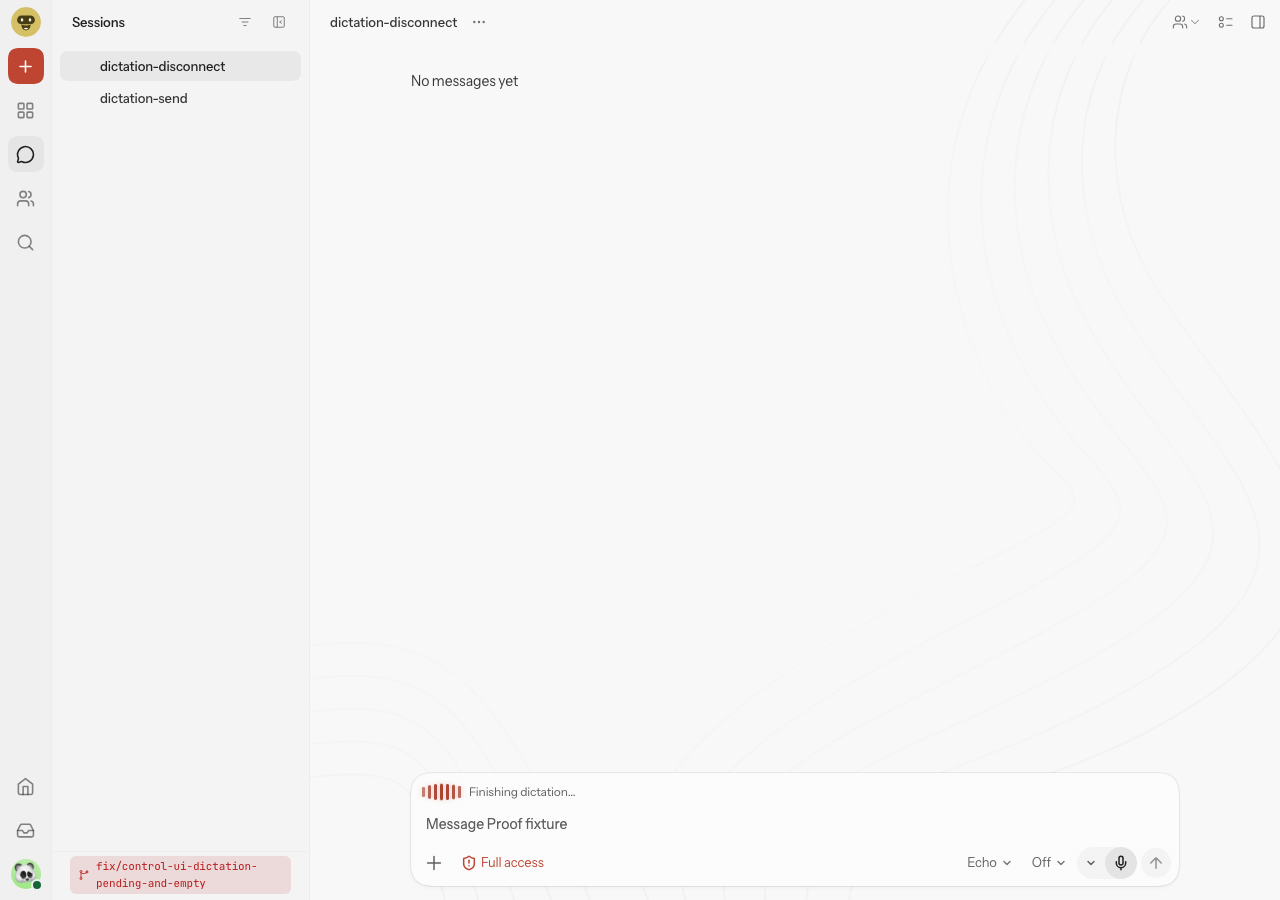 Sessions
dictation-disconnect
dictation-send
fix/control-ui-dictation-
pending-and-empty
dictation-disconnect
No messages yet
Finishing dictation...
Message Proof fixture
Full access
Echo
Off